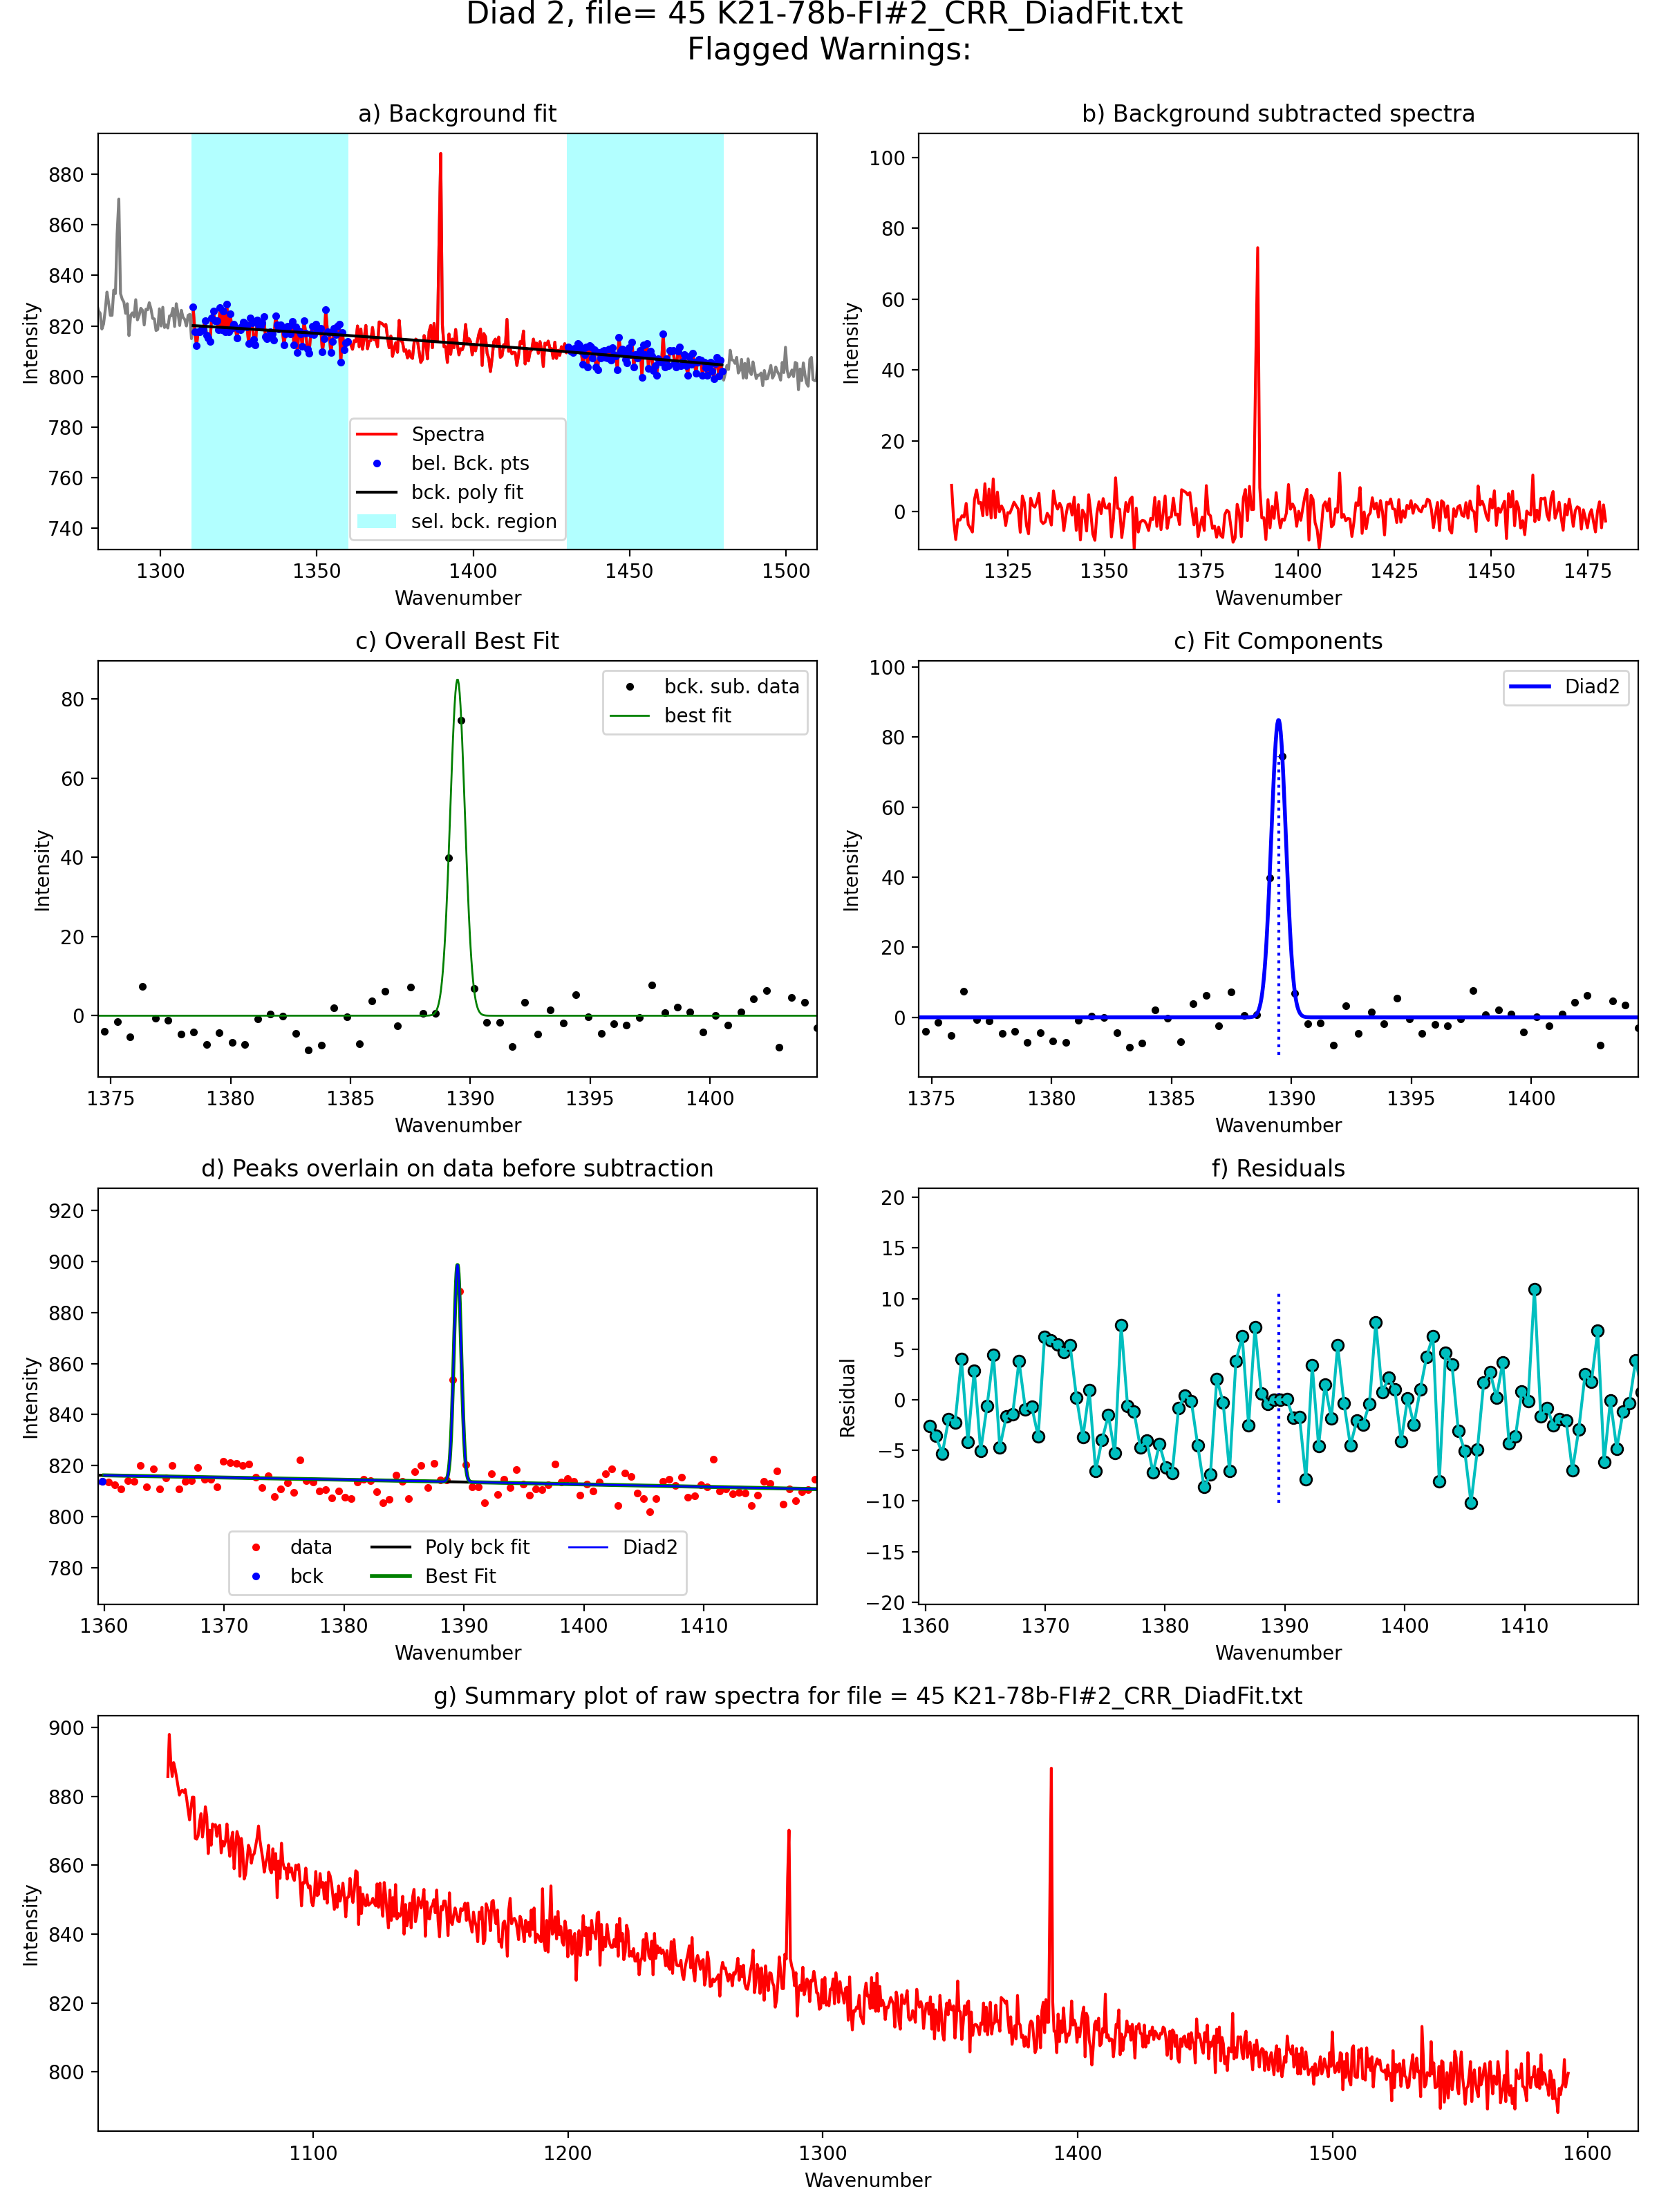 Diad 2, file= 45 K21-78b-FI#2_CRR_DiadFit.txt
Flagged Warnings:
a) Background fit
Intensity
880
860
840
820
800
780
760
740
Spectra
bel. Bck. pts
bck. poly fit
sel. bck. region
1300 1350 1400 1450 1500
Wavenumber
b) Background subtracted spectra
Intensity
100
80
60
40
20
0
1325 1350 1375 1400 1425 1450 1475
Wavenumber
c) Overall Best Fit
Intensity
80
60
40
20
0
bck. sub. data
best fit
1375 1380 1385 1390 1395 1400
Wavenumber
c) Fit Components
Intensity
100
80
60
40
20
0
Diad2
1375 1380 1385 1390 1395 1400
Wavenumber
d) Peaks overlain on data before subtraction
Intensity
920
900
880
860
840
820
800
780
data Poly bck fit Diad2
bck Best Fit
1360 1370 1380 1390 1400 1410
Wavenumber
f) Residuals
Residual
20
15
10
5
0
−5
−10
−15
−20
1360 1370 1380 1390 1400 1410
Wavenumber
g) Summary plot of raw spectra for file = 45 K21-78b-FI#2_CRR_DiadFit.txt
Intensity
900
880
860
840
820
800
1100 1200 1300 1400 1500 1600
Wavenumber